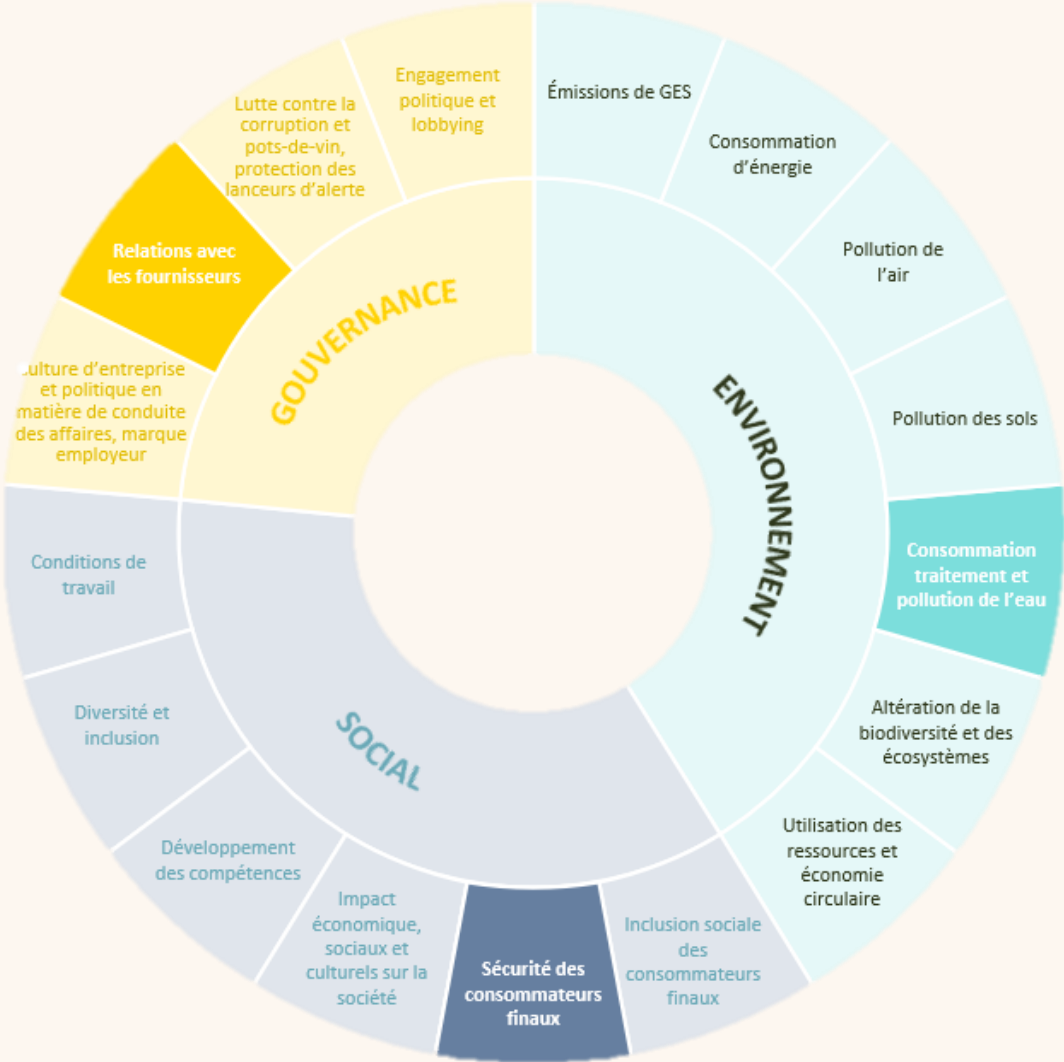 Engagement
politique et
lobbying
Émissions de GES
Consommation
d'énergie
Pollution de
l'air
Pollution des sols
Consommation
traitement et
pollution de l'eau
Altération de la
biodiversité et des
écosystèmes
Utilisation des
ressources et
économie
circulaire
Inclusion sociale
des
consommateurs
finaux
Sécurité des
consommateurs
finaux
Impact
économique,
sociaux et
culturels sur la
société
Développement
des compétences
Diversité et
inclusion
Conditions de
travail
ulture d'entreprise
et politique en
matière de conduite
des affaires, marque
employeur
Relations avec
les fournisseurs
Lutte contre la
corruption et
pots-de-vin,
protection des
lanceurs d'alerte
GOUVERNANCE
ENVIRONNEMENT
SOCIAL